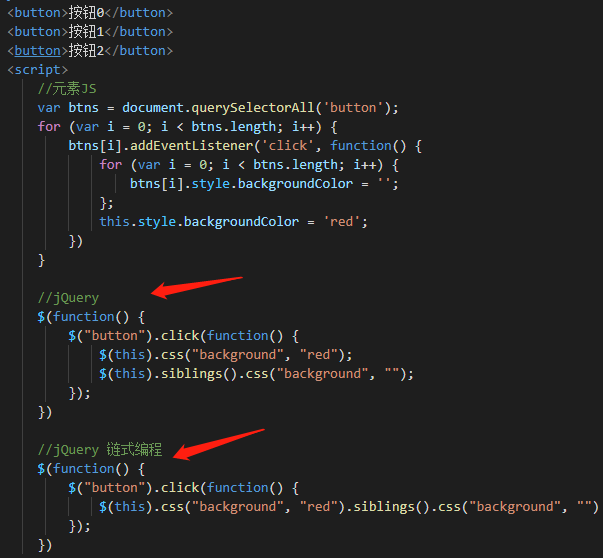 <button>按钮0</button>
<button>按钮1</button>
<button>按钮2</button>
<script>
    //元素JS
    var btns = document.querySelectorAll('button');
    for (var i = 0; i < btns.length; i++) {
        btns[i].addEventListener('click', function() {
            for (var i = 0; i < btns.length; i++) {
                btns[i].style.backgroundColor = '';
            };
            this.style.backgroundColor = 'red';
        })
    }

    //jQuery
    $(function() {
        $("button").click(function() {
            $(this).css("background", "red");
            $(this).siblings().css("background", "");
        });
    })

    //jQuery 链式编程
    $(function() {
        $("button").click(function() {
            $(this).css("background", "red").siblings().css("background", "")
        });
    })